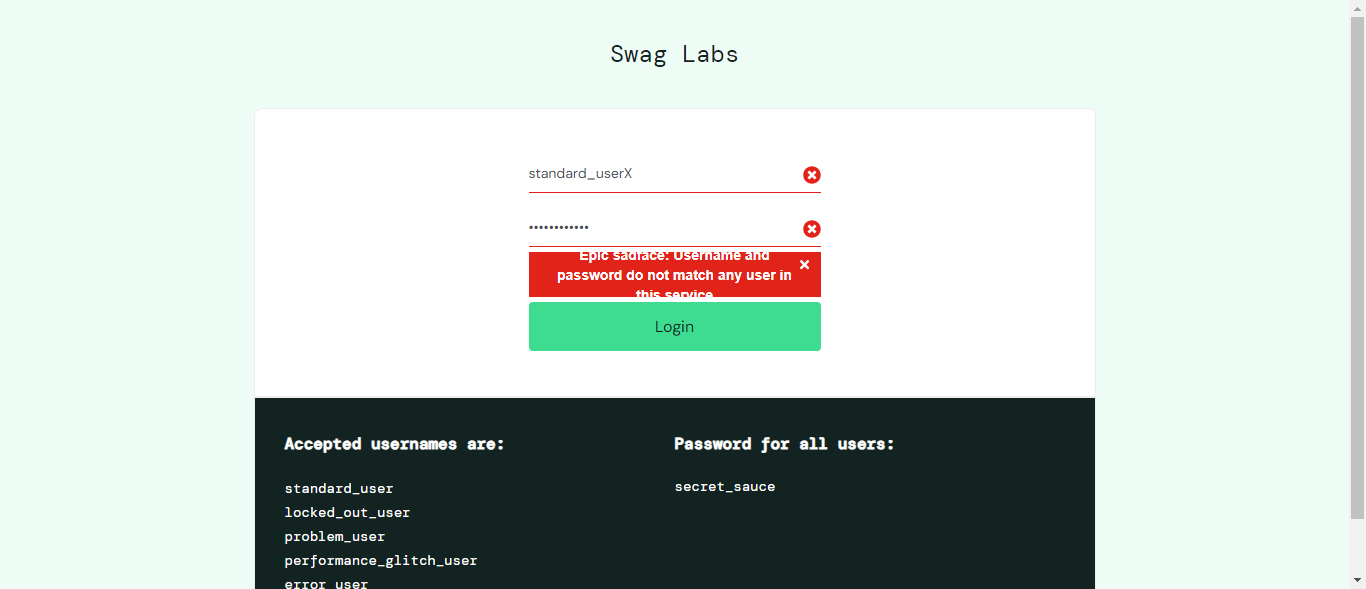 Swag Labs
standard_userX
••••••••••••
Epic sadface: Username and
password do not match any user in
this service
Login
Accepted usernames are:
standard_user
locked_out_user
problem_user
performance_glitch_user
error_user
Password for all users:
secret_sauce